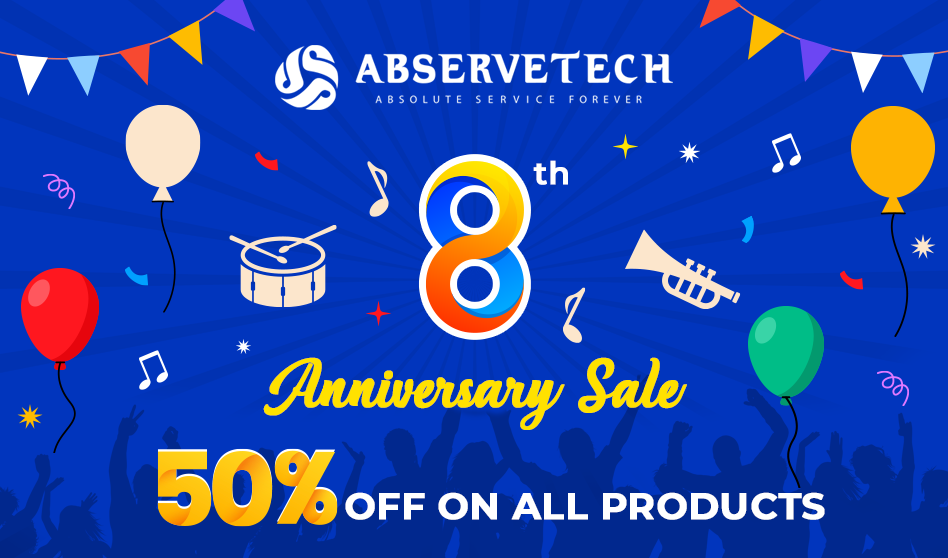 ABSERVETECH
ABSOLUTE SERVICE FOREVER
8th
Anniversary Sale
50% OFF ON ALL PRODUCTS